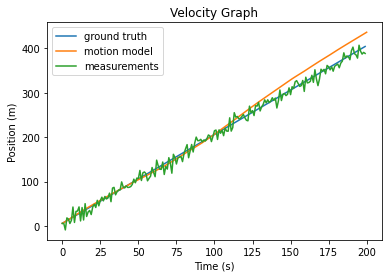 Velocity Graph
ground truth
motion model
measurements
Position (m)
400
300
200
100
0
0 25 50 75 100 125 150 175 200
Time (s)